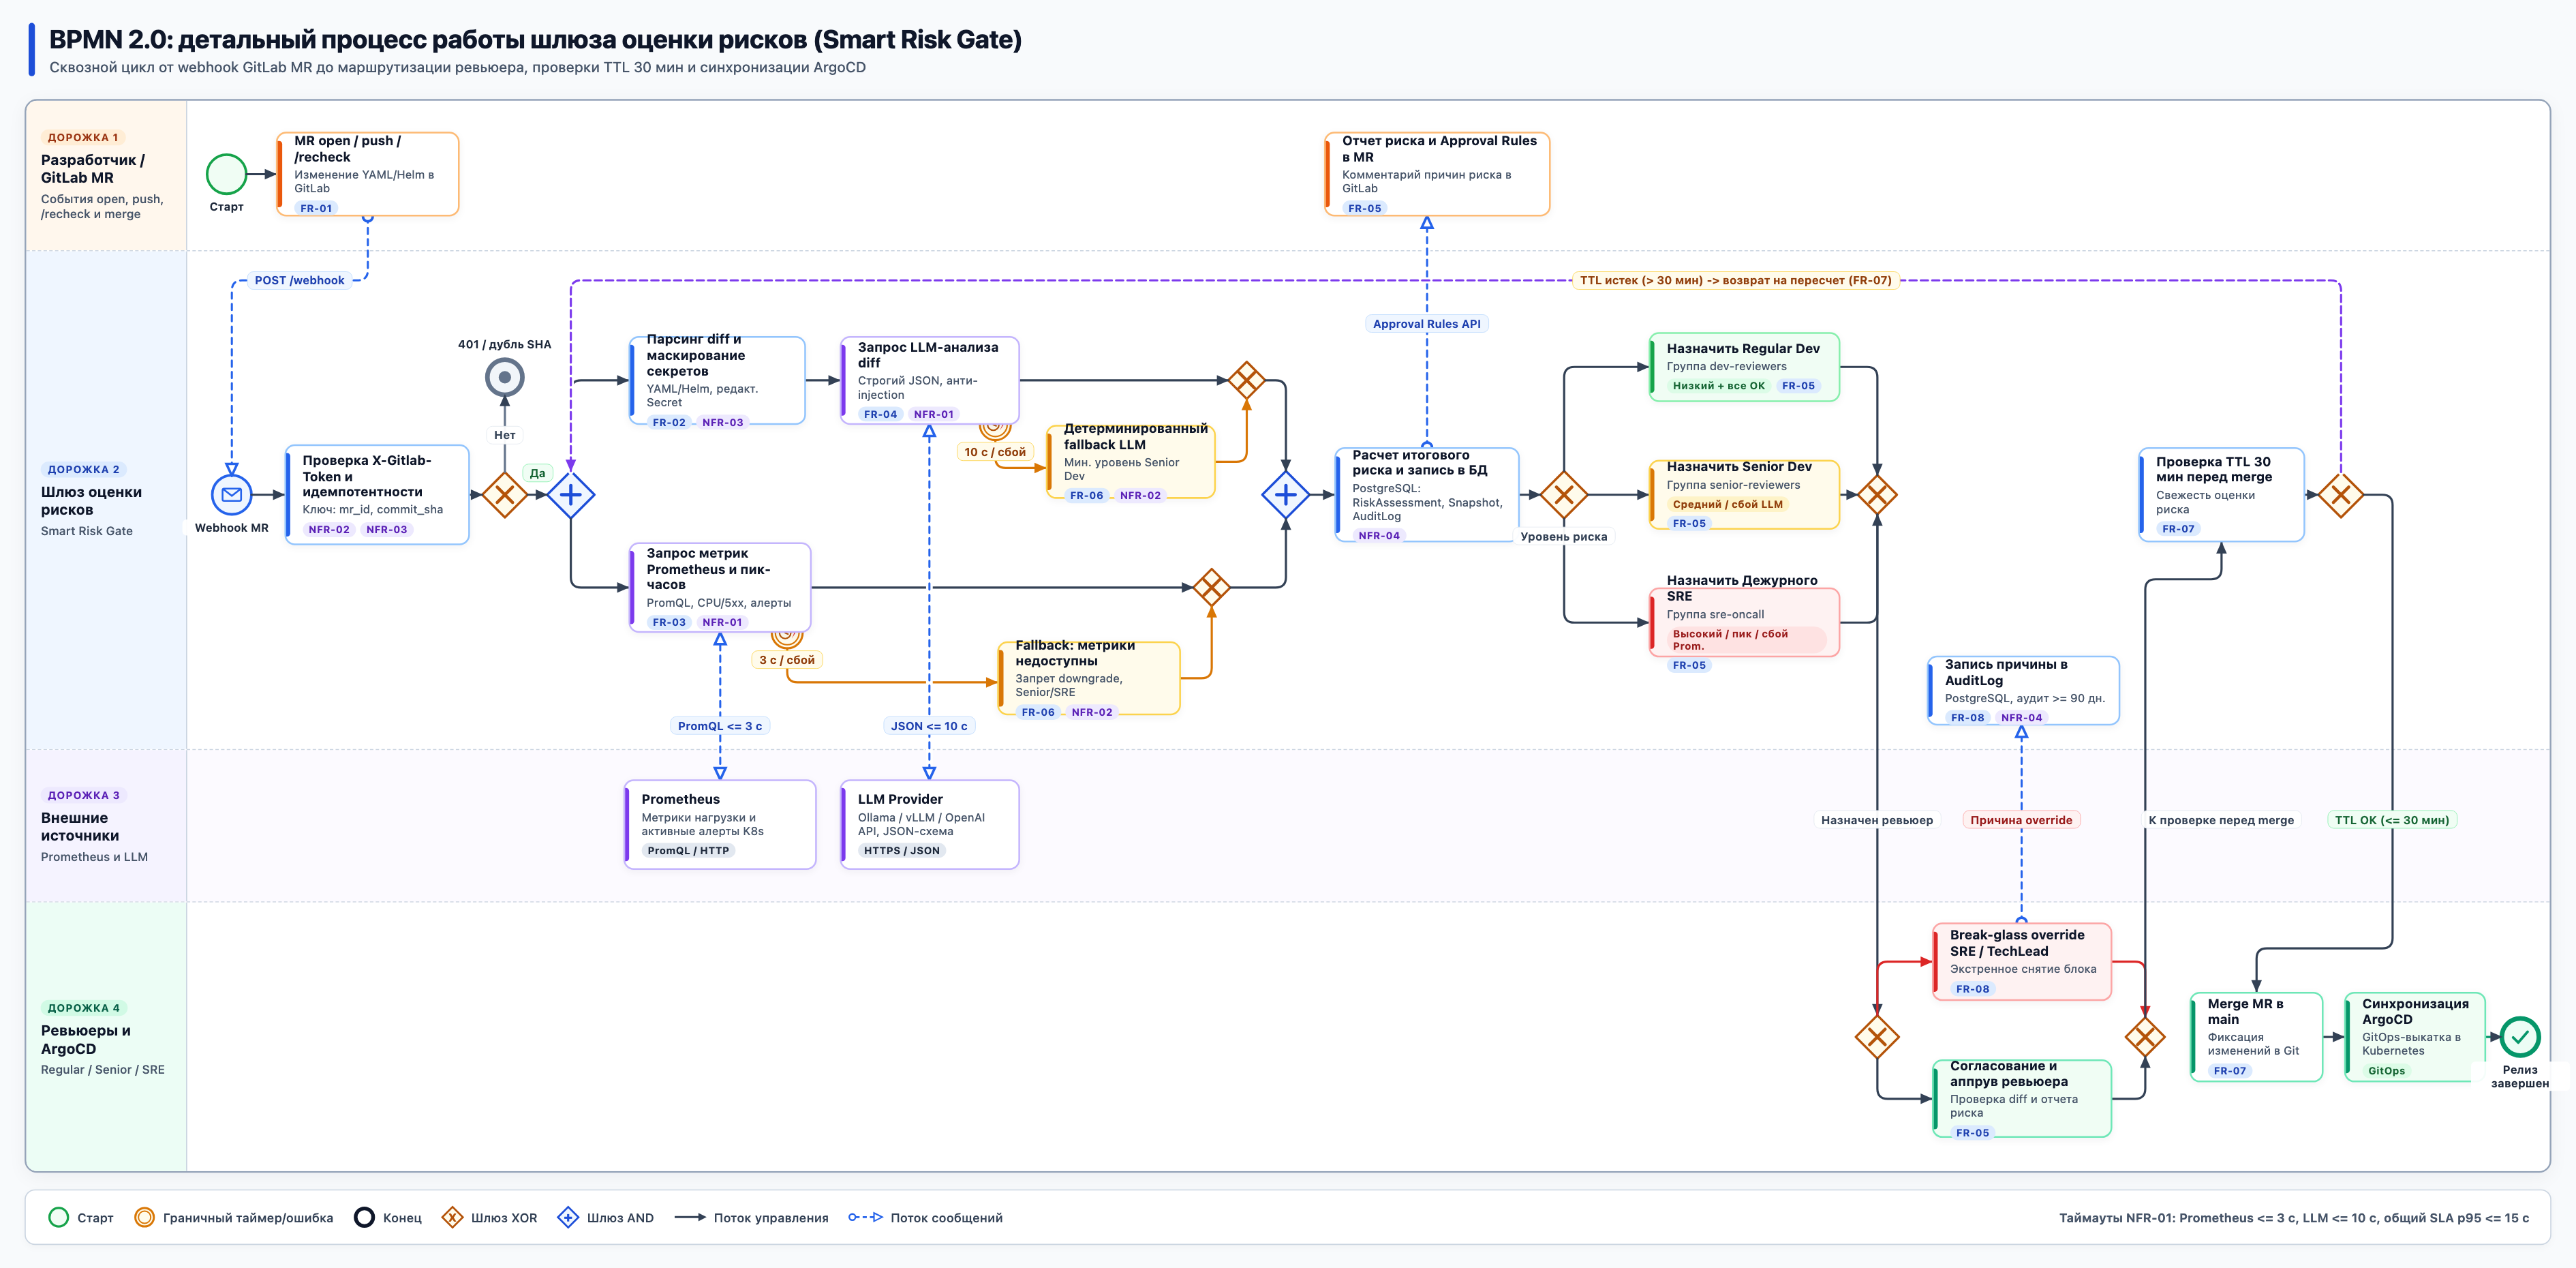 BPMN 2.0: детальный процесс работы шлюза оценки рисков (Smart Risk Gate)
Сквозной цикл от webhook GitLab MR до маршрутизации ревьюера, проверки TTL 30 мин и синхронизации ArgoCD
ДОРОЖКА 1
Разработчик /
GitLab MR
События open, push,
/recheck и merge
Старт
MR open / push /
/recheck
Изменение YAML/Helm в
GitLab
FR-01
Отчет риска и Approval Rules
в MR
Комментарий причин риска в
GitLab
FR-05
ДОРОЖКА 2
Шлюз оценки
рисков
Smart Risk Gate
POST /webhook
TTL истек (> 30 мин) -> возврат на пересчет (FR-07)
Approval Rules API
Webhook MR
Проверка X-Gitlab-
Token и
идемпотентности
Ключ: mr_id, commit_sha
NFR-02 NFR-03
401 / дубль SHA
Нет
Да
Парсинг diff и
маскирование
секретов
YAML/Helm, редакт.
Secret
FR-02 NFR-03
Запрос LLM-анализа
diff
Строгий JSON, анти-
injection
FR-04 NFR-01
10 с / сбой
Детерминированный
fallback LLM
Мин. уровень Senior
Dev
FR-06 NFR-02
Запрос метрик
Prometheus и пик-
часов
PromQL, CPU/5xx, алерты
FR-03 NFR-01
3 с / сбой
Fallback: метрики
недоступны
Запрет downgrade,
Senior/SRE
FR-06 NFR-02
PromQL <= 3 с
JSON <= 10 с
Расчет итогового
риска и запись в БД
PostgreSQL:
RiskAssessment, Snapshot,
AuditLog
NFR-04
Уровень риска
Назначить Regular Dev
Группа dev-reviewers
Низкий + все ОК FR-05
Назначить Senior Dev
Группа senior-reviewers
Средний / сбой LLM
FR-05
Назначить Дежурного
SRE
Группа sre-oncall
Высокий / пик / сбой
Prom.
FR-05
Запись причины в
AuditLog
PostgreSQL, аудит >= 90 дн.
FR-08 NFR-04
Проверка TTL 30
мин перед merge
Свежесть оценки
риска
FR-07
ДОРОЖКА 3
Внешние
источники
Prometheus и LLM
Prometheus
Метрики нагрузки и
активные алерты K8s
PromQL / HTTP
LLM Provider
Ollama / vLLM / OpenAI
API, JSON-схема
HTTPS / JSON
Назначен ревьюер
Причина override
К проверке перед merge
TTL OK (<= 30 мин)
ДОРОЖКА 4
Ревьюеры и
ArgoCD
Regular / Senior / SRE
Break-glass override
SRE / TechLead
Экстренное снятие блока
FR-08
Согласование и
аппрув ревьюера
Проверка diff и отчета
риска
FR-05
Merge MR в
main
Фиксация
изменений в Git
FR-07
Синхронизация
ArgoCD
GitOps-выкатка в
Kubernetes
GitOps
Релиз
завершен
Старт
Граничный таймер/ошибка
Конец
Шлюз XOR
Шлюз AND
Поток управления
Поток сообщений
Таймауты NFR-01: Prometheus <= 3 с, LLM <= 10 с, общий SLA p95 <= 15 с